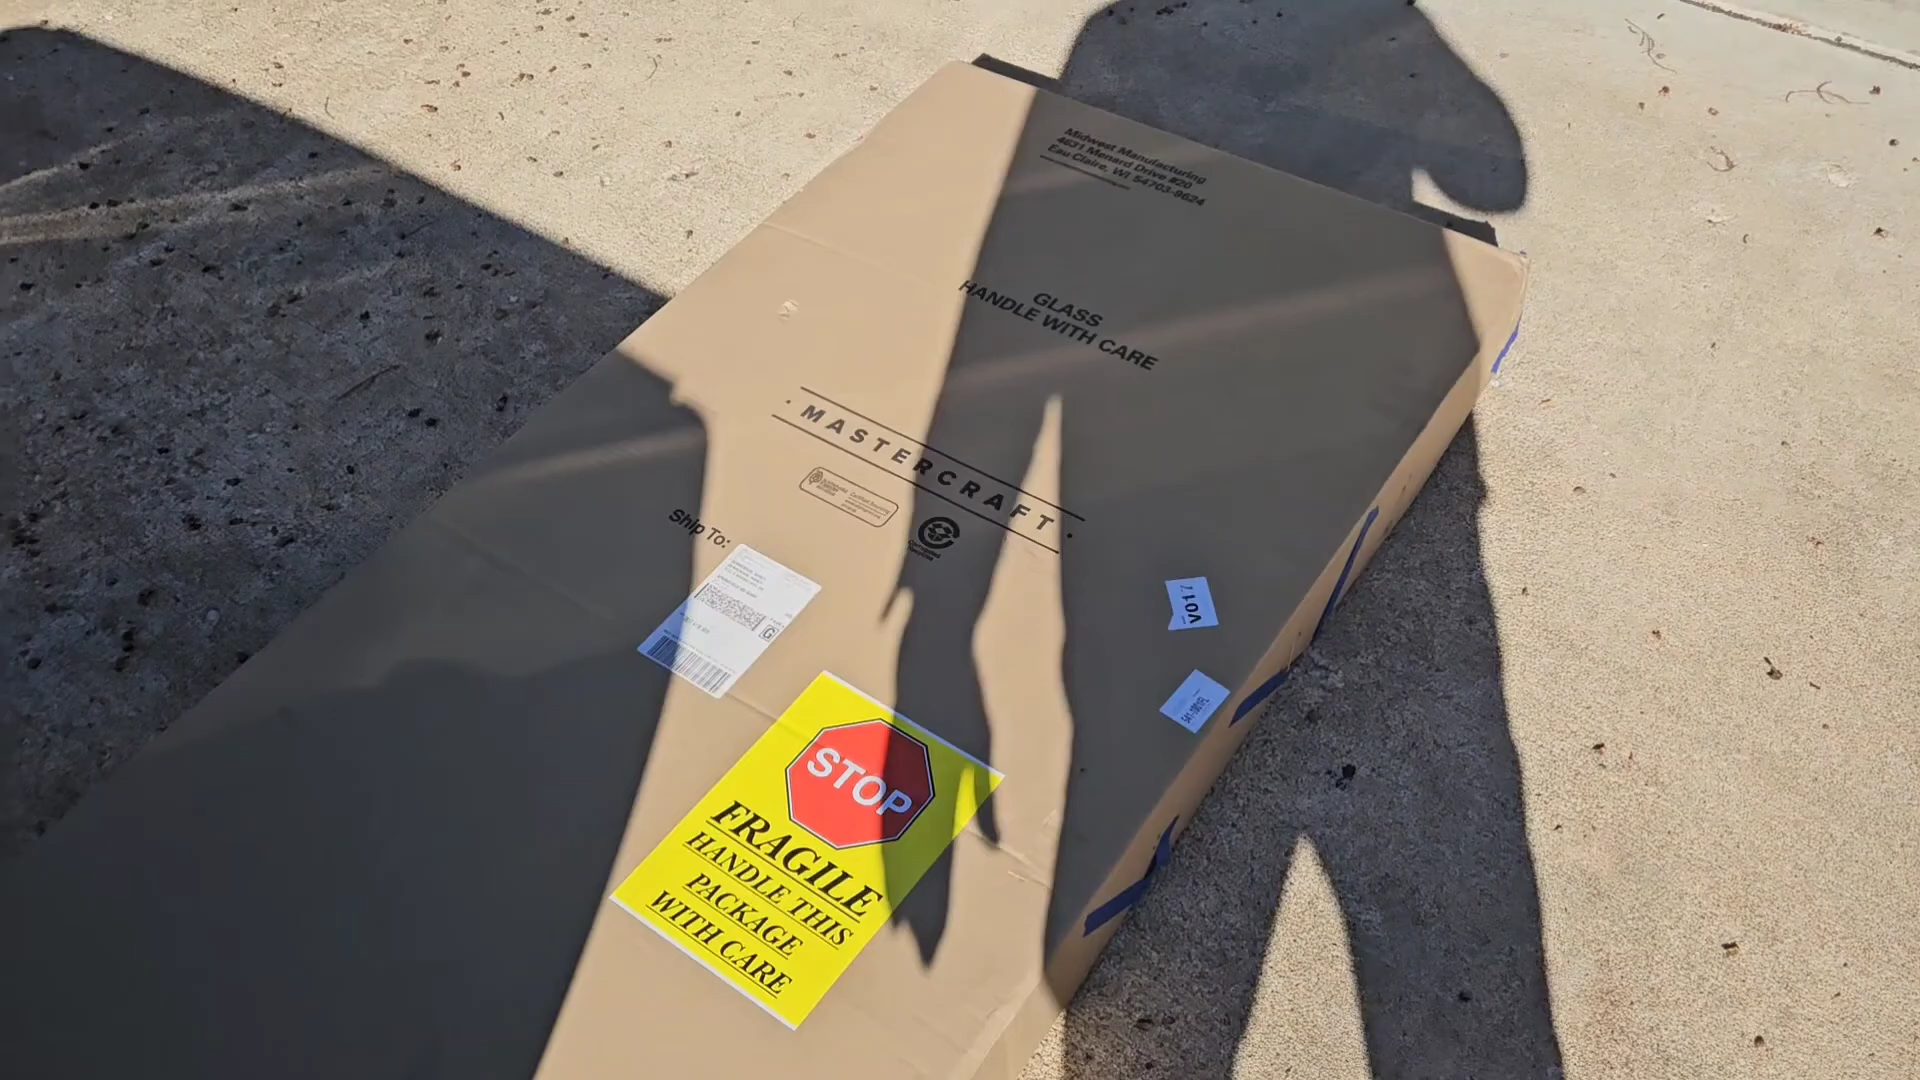 Midwest Manufacturing
4631 Menard Drive #20
Eau Claire, WI 54703-9624
GLASS
HANDLE WITH CARE
· MASTERCRAFT ·
Ship To:
G
V017
STOP
FRAGILE
HANDLE THIS
PACKAGE
WITH CARE